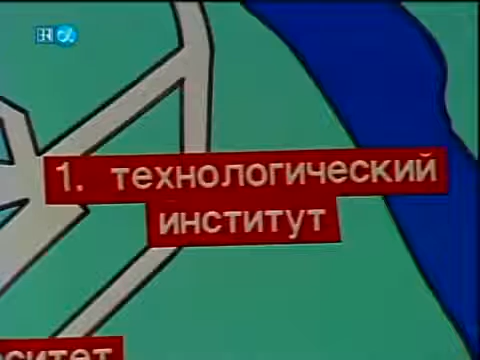 1. технологический
институт